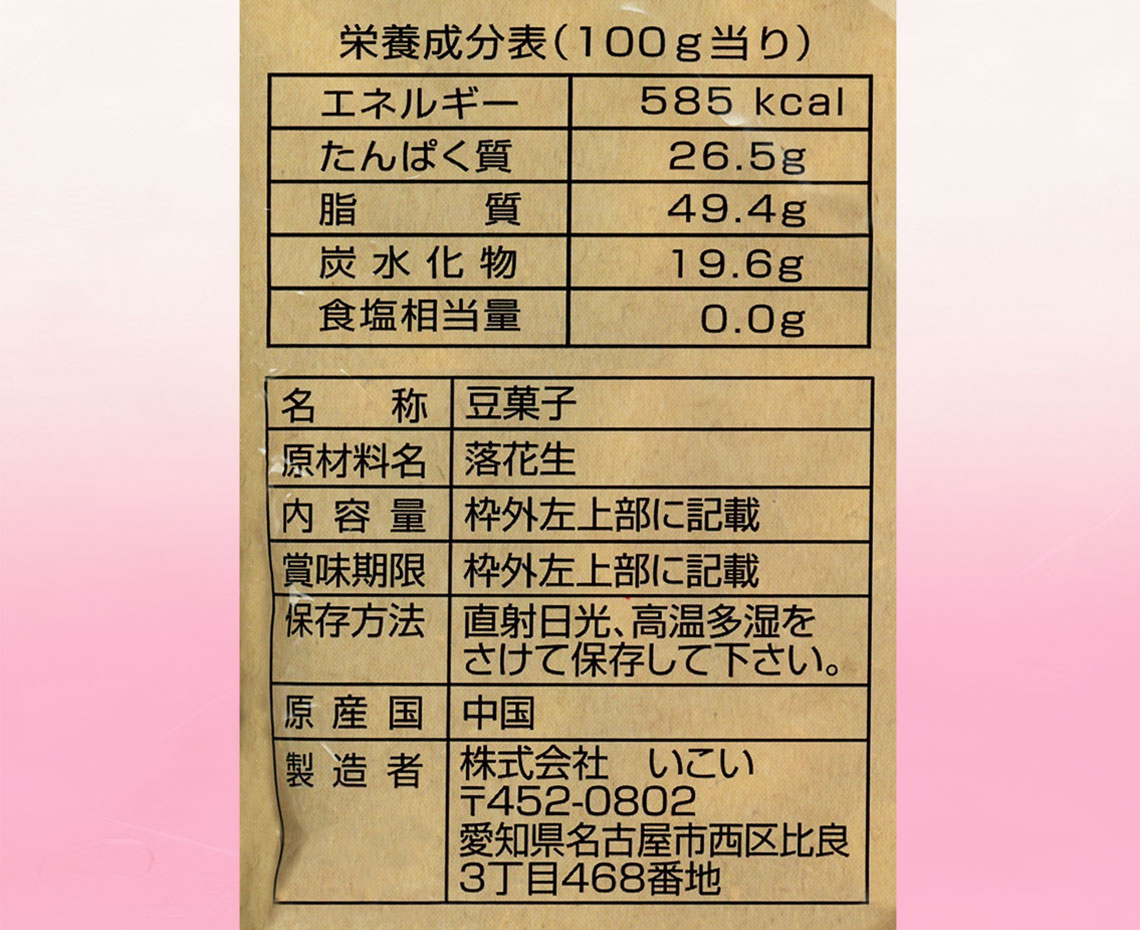 栄養成分表(100g当り)
エネルギー 585 kcal
たんぱく質 26.5g
脂質 49.4g
炭水化物 19.6g
食塩相当量 0.0g
名称 豆菓子
原材料名 落花生
内容量 枠外左上部に記載
賞味期限 枠外左上部に記載
保存方法 直射日光、高温多湿を
さけて保存して下さい。
原産国 中国
製造者 株式会社 いこい
〒452-0802
愛知県名古屋市西区比良
3丁目468番地